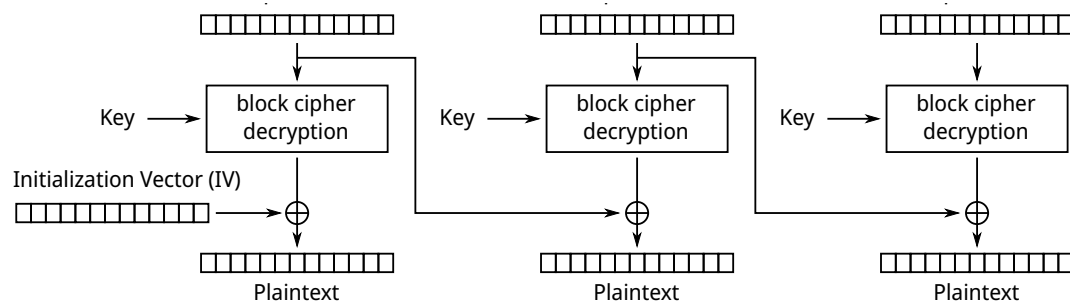 block cipher
decryption
block cipher
decryption
block cipher
decryption
Key
Key
Key
Initialization Vector (IV)
Plaintext
Plaintext
Plaintext